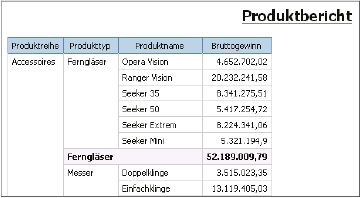 Produktbericht
Produktreihe Produkttyp Produktname Bruttogewinn
Accessoires Ferngläser Opera Vision 4.652.702,02
Ranger Vision 20.232.241,58
Seeker 35 8.341.275,51
Seeker 50 5.417.254,72
Seeker Extrem 8.224.341,06
Seeker Mini 5.321.194,9
Ferngläser 52.189.009,79
Messer Doppelklinge 3.515.023,35
Einfachklinge 13.119.405,03